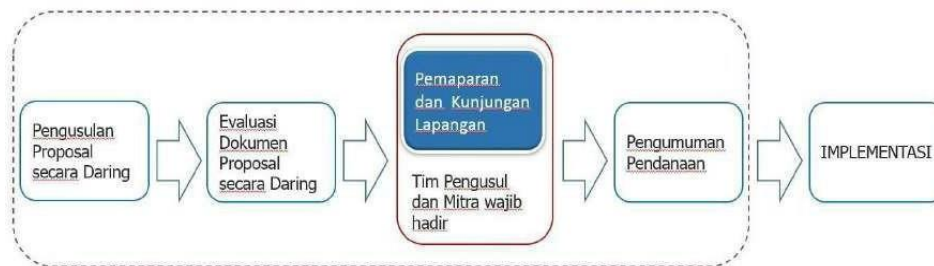 Pengusulan
Proposal
secara Daring
Evaluasi
Dokumen
Proposal
secara Daring
Pemaparan
dan Kunjungan
Lapangan
Tim Pengusul
dan Mitra wajib
hadir
Pengumuman
Pendanaan
IMPLEMENTASI